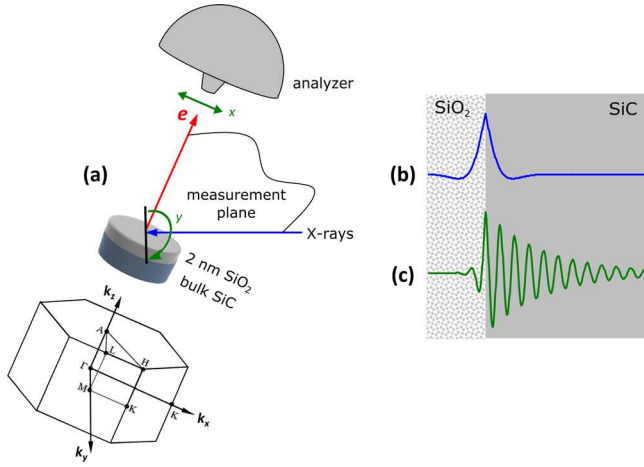 analyzer
x
e
(a)
measurement
plane
y
X-rays
2 nm SiO2
bulk SiC
kz
A
L
H
Γ
M
K
K
kx
ky
SiO2
SiC
(b)
(c)